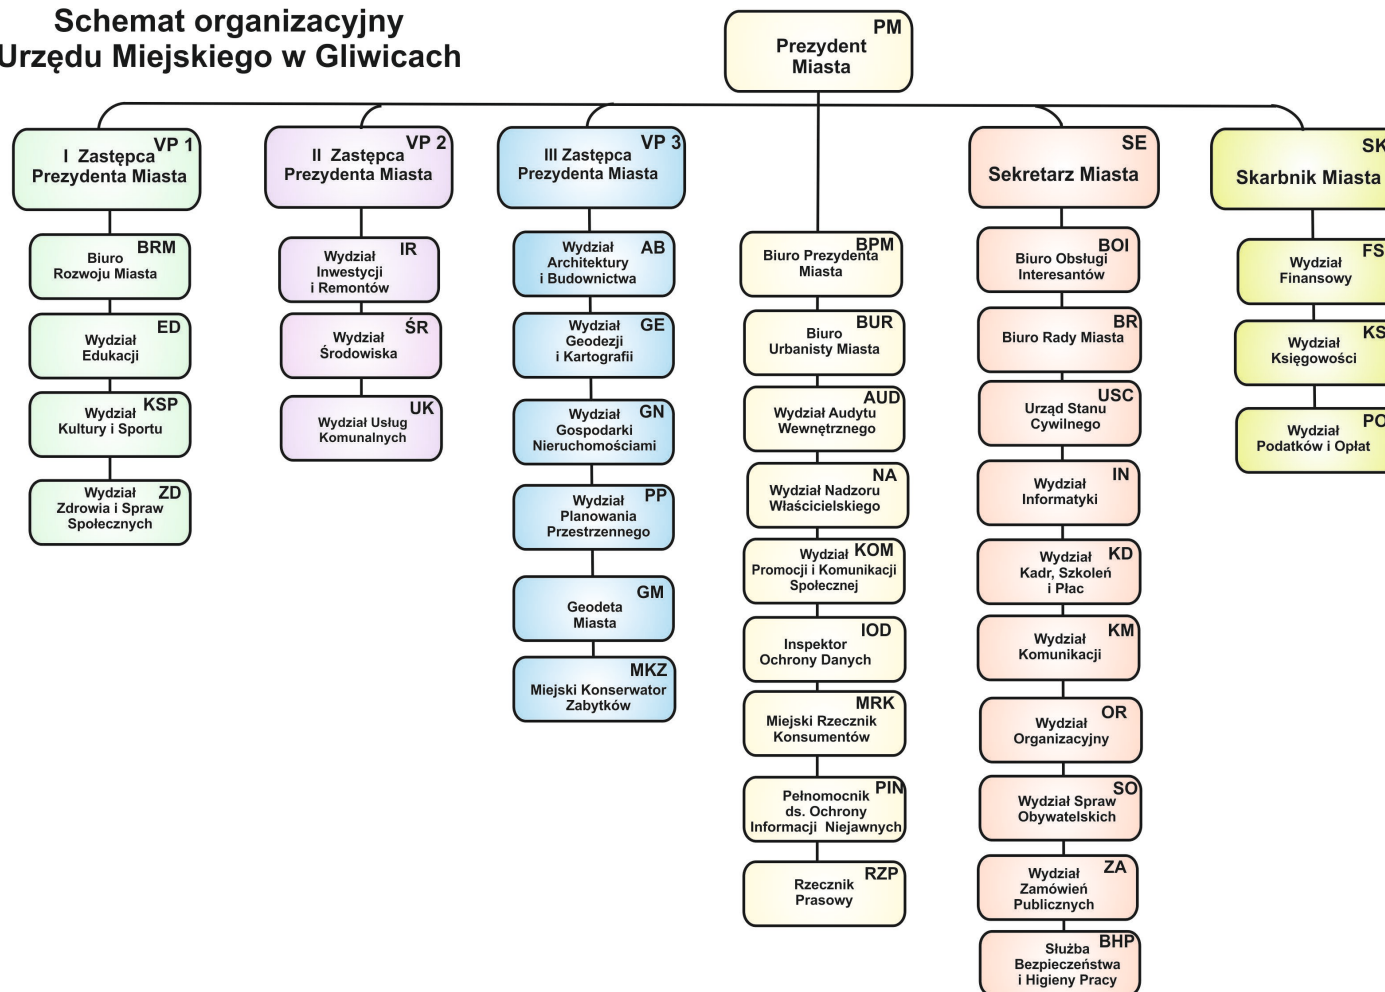 Schemat organizacyjny
Urzędu Miejskiego w Gliwicach
PM
Prezydent
Miasta
VP 1
I Zastępca
Prezydenta Miasta
BRM
Biuro
Rozwoju Miasta
ED
Wydział
Edukacji
KSP
Wydział
Kultury i Sportu
ZD
Wydział
Zdrowia i Spraw
Społecznych
VP 2
II Zastępca
Prezydenta Miasta
IR
Wydział
Inwestycji
i Remontów
ŚR
Wydział
Środowiska
UK
Wydział Usług
Komunalnych
VP 3
III Zastępca
Prezydenta Miasta
AB
Wydział
Architektury
i Budownictwa
GE
Wydział
Geodezji
i Kartografii
GN
Wydział
Gospodarki
Nieruchomościami
PP
Wydział
Planowania
Przestrzennego
GM
Geodeta
Miasta
MKZ
Miejski Konserwator
Zabytków
BPM
Biuro Prezydenta
Miasta
BUR
Biuro
Urbanisty Miasta
AUD
Wydział Audytu
Wewnętrznego
NA
Wydział Nadzoru
Właścicielskiego
KOM
Wydział
Promocji i Komunikacji
Społecznej
IOD
Inspektor
Ochrony Danych
MRK
Miejski Rzecznik
Konsumentów
PIN
Pełnomocnik
ds. Ochrony
Informacji Niejawnych
RZP
Rzecznik
Prasowy
SE
Sekretarz Miasta
BOI
Biuro Obsługi
Interesantów
BR
Biuro Rady Miasta
USC
Urząd Stanu
Cywilnego
IN
Wydział
Informatyki
KD
Wydział
Kadr, Szkoleń
i Płac
KM
Wydział
Komunikacji
OR
Wydział
Organizacyjny
SO
Wydział Spraw
Obywatelskich
ZA
Wydział
Zamówień
Publicznych
BHP
Służba
Bezpieczeństwa
i Higieny Pracy
SK
Skarbnik Miasta
FS
Wydział
Finansowy
KS
Wydział
Księgowości
PO
Wydział
Podatków i Opłat